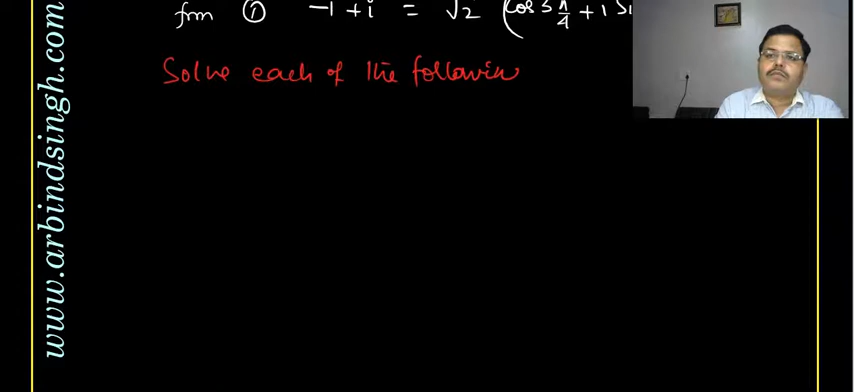 from ① -1 + i = √2 (cos 3π/4 + i si
Solve each of the followin
www.arbindsingh.com